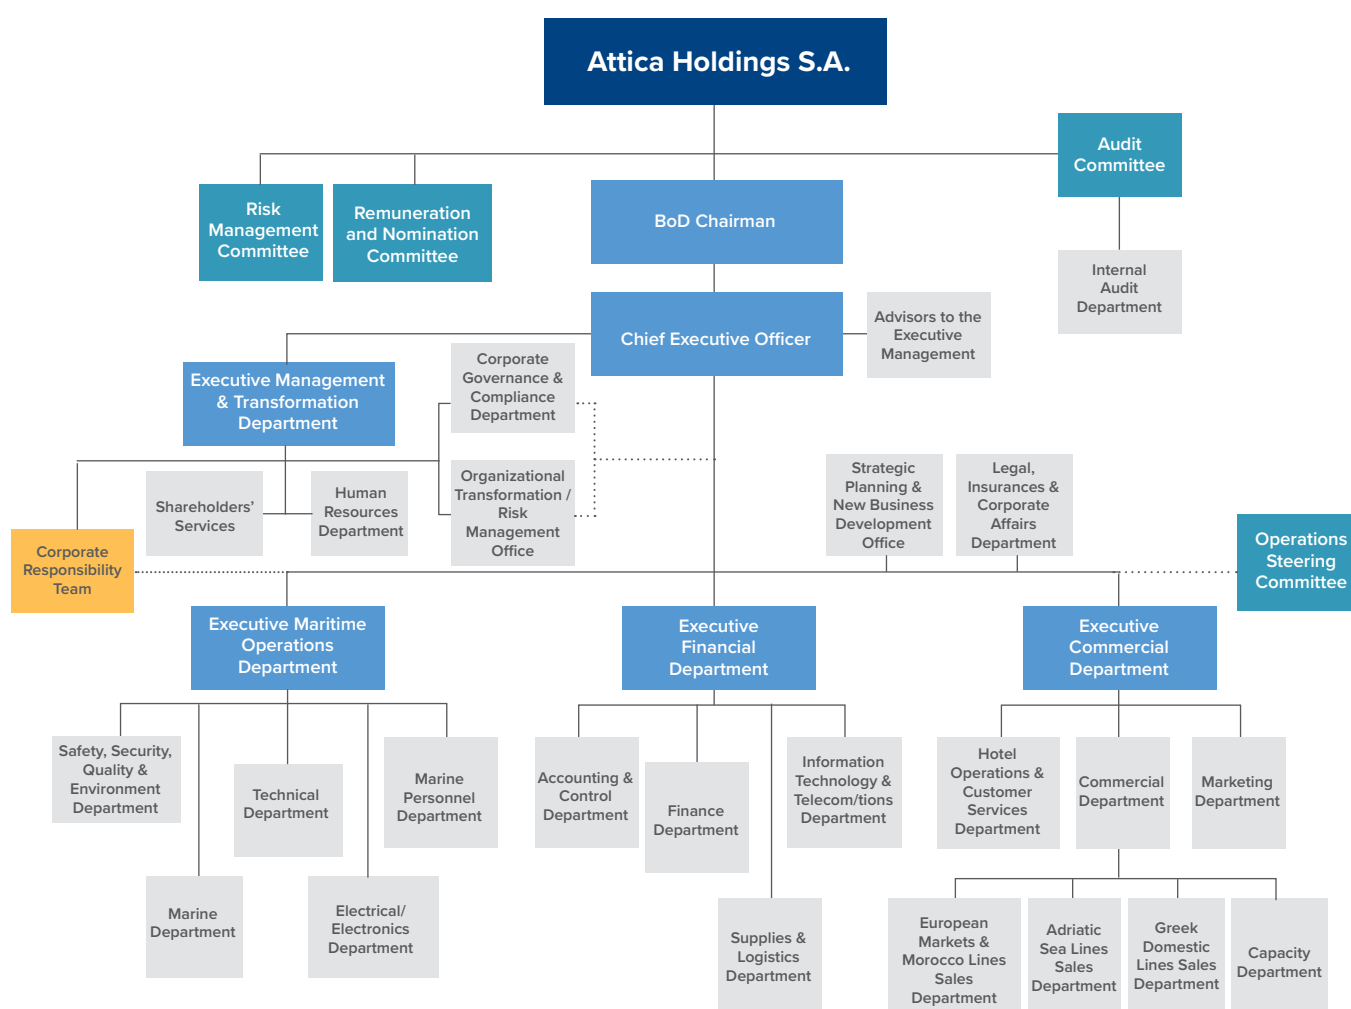 Attica Holdings S.A.
Audit
Committee
Risk
Management
Committee
Remuneration
and Nomination
Committee
BoD Chairman
Internal
Audit
Department
Chief Executive Officer
Advisors to the
Executive
Management
Executive Management
& Transformation
Department
Corporate
Governance &
Compliance
Department
Shareholders’
Services
Human
Resources
Department
Organizational
Transformation /
Risk
Management
Office
Strategic
Planning &
New Business
Development
Office
Legal,
Insurances &
Corporate
Affairs
Department
Corporate
Responsibility
Team
Operations
Steering
Committee
Executive Maritime
Operations
Department
Executive
Financial
Department
Executive
Commercial
Department
Safety, Security,
Quality &
Environment
Department
Technical
Department
Marine
Personnel
Department
Marine
Department
Electrical/
Electronics
Department
Accounting &
Control
Department
Finance
Department
Information
Technology &
Telecom/tions
Department
Supplies &
Logistics
Department
Hotel
Operations &
Customer
Services
Department
Commercial
Department
Marketing
Department
European
Markets &
Morocco Lines
Sales
Department
Adriatic
Sea Lines
Sales
Department
Greek
Domestic
Lines Sales
Department
Capacity
Department